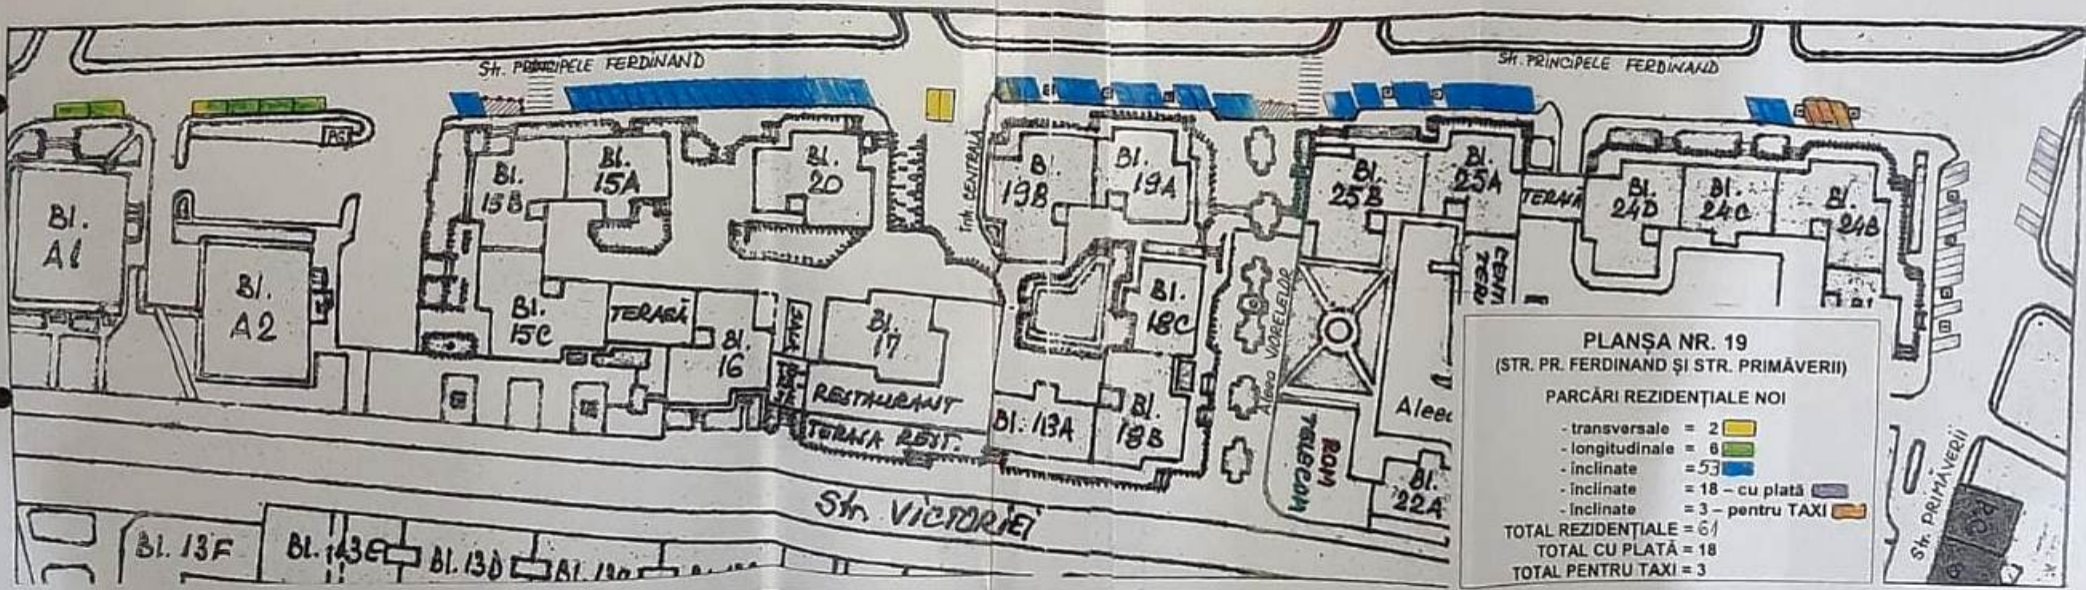 Str. PRINCIPELE FERDINAND
Str. PRINCIPELE FERDINAND
PC
Bl. A1
Bl. A2
Bl. 15B
Bl. 15A
Bl. 20
Intr. CENTRALĂ
Bl. 19B
Bl. 19A
Bl. 25B
Bl. 25A
TERASĂ
Bl. 24D
Bl. 24C
Bl. 24B
Bl. 15C
TERASĂ
Bl. 16
Bl. 17
Bl. 18C
Aleea VIORELELOR
RESTAURANT
TERASA REST.
Bl. 13A
Bl. 18B
ROM TELECOM
Aleea
Bl. 22A
Str. VICTORIEI
Bl. 13F
Bl. 13E
Bl. 13D
Str. PRIMĂVERII
PLANȘA NR. 19
(STR. PR. FERDINAND ȘI STR. PRIMĂVERII)
PARCĂRI REZIDENȚIALE NOI
- transversale = 2
- longitudinale = 6
- înclinate = 53
- înclinate = 18 – cu plată
- înclinate = 3 – pentru TAXI
TOTAL REZIDENȚIALE = 61
TOTAL CU PLATĂ = 18
TOTAL PENTRU TAXI = 3